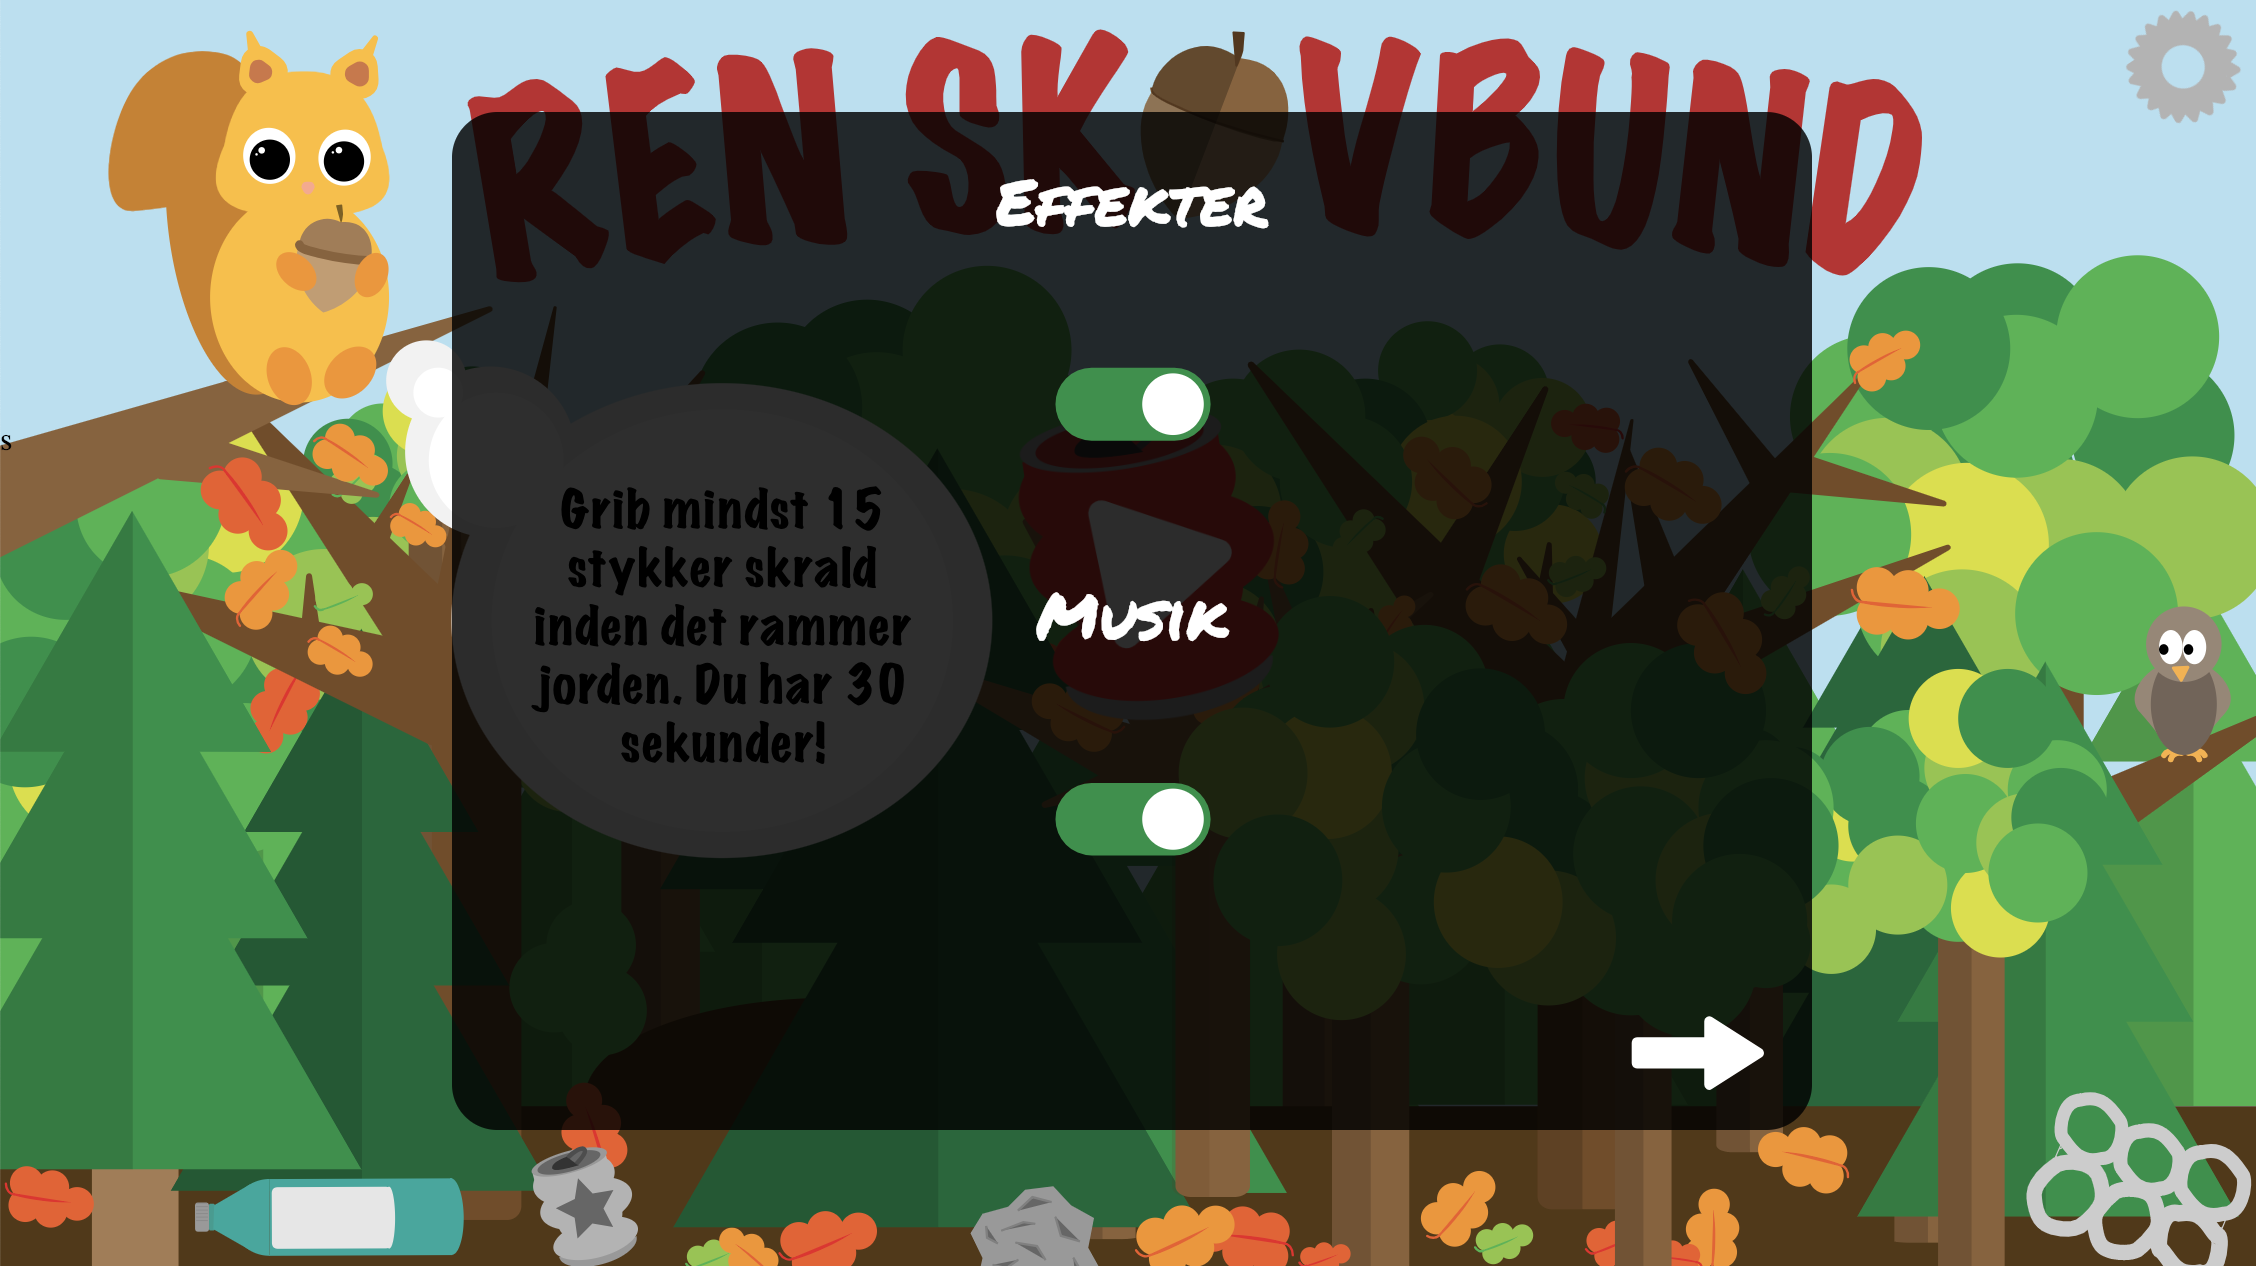 REN SKOVBUND
EFFEKTER
s
Grib mindst 15
stykker skrald
inden det rammer
jorden. Du har 30
sekunder!
MUSIK